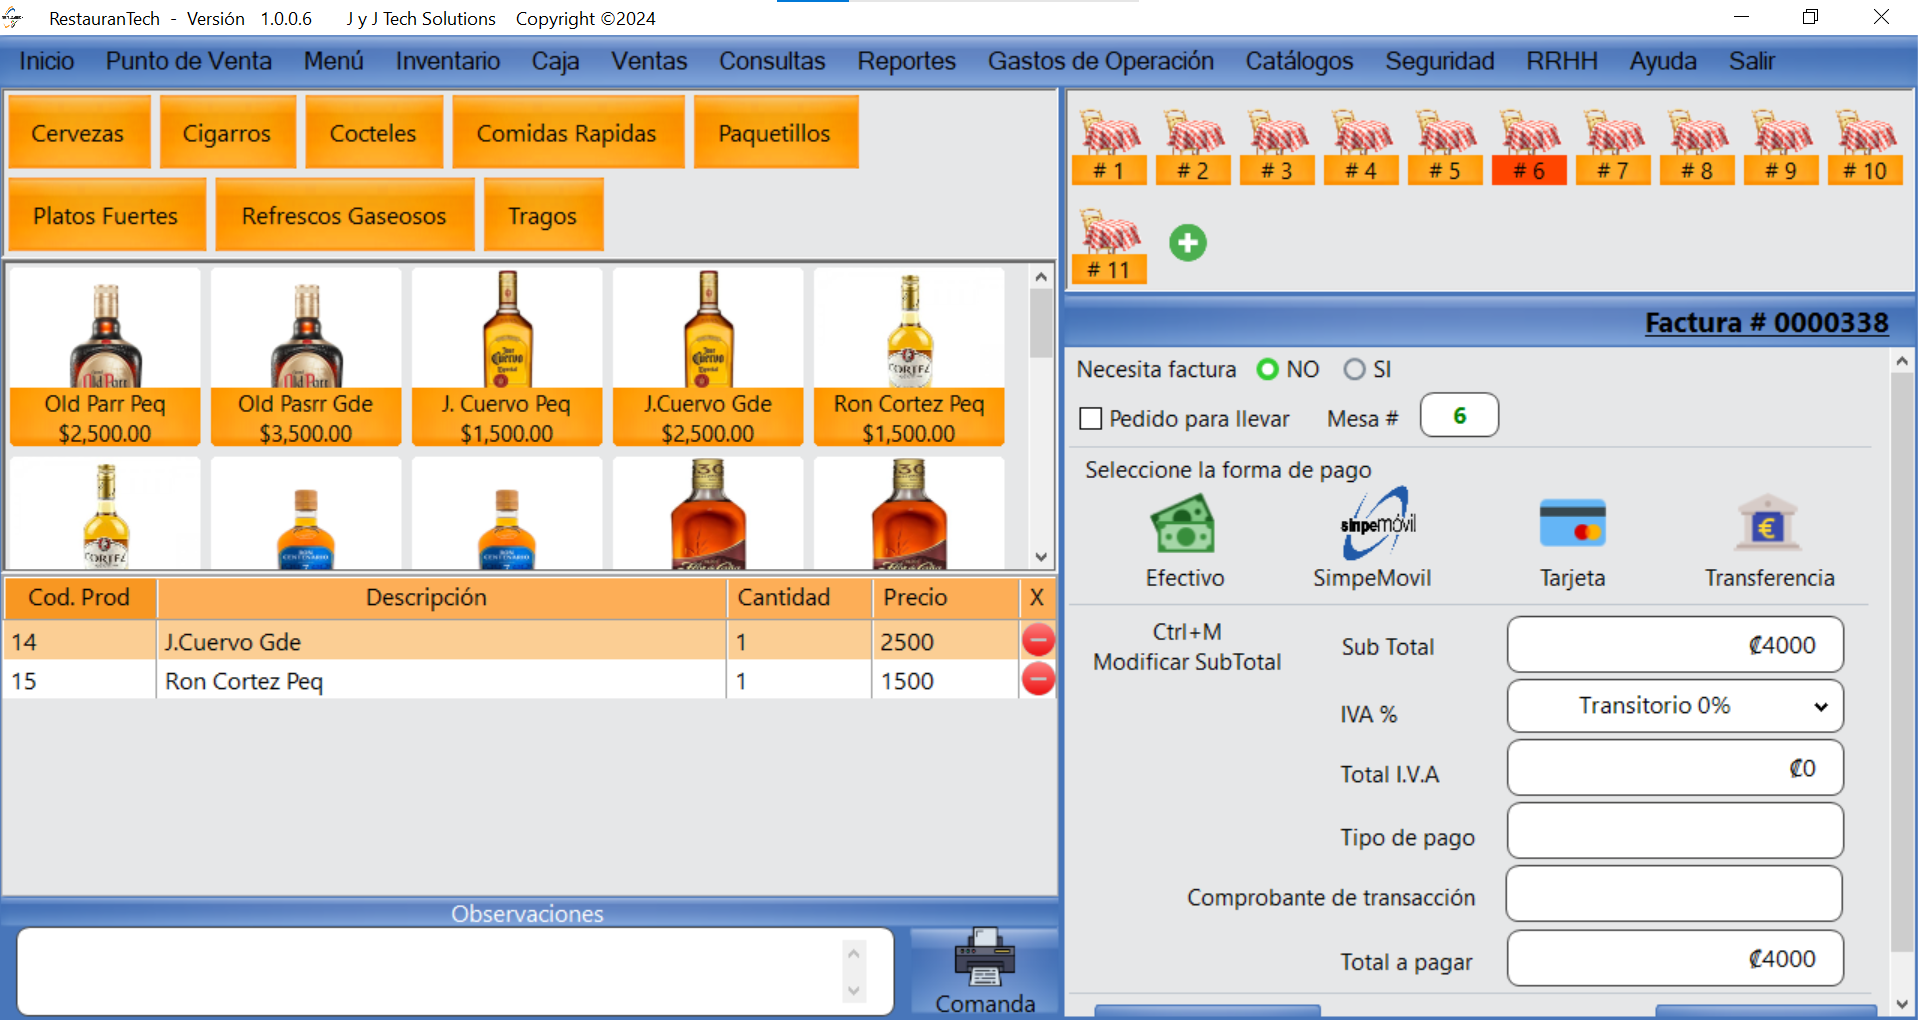 RestauranTech - Versión 1.0.0.6 J y J Tech Solutions Copyright ©2024
Inicio Punto de Venta Menú Inventario Caja Ventas Consultas Reportes Gastos de Operación Catálogos Seguridad RRHH Ayuda Salir
Cervezas Cigarros Cocteles Comidas Rapidas Paquetillos
Platos Fuertes Refrescos Gaseosos Tragos
# 1 # 2 # 3 # 4 # 5 # 6 # 7 # 8 # 9 # 10
# 11
Old Parr Peq
$2,500.00
Old Pasrr Gde
$3,500.00
J. Cuervo Peq
$1,500.00
J.Cuervo Gde
$2,500.00
Ron Cortez Peq
$1,500.00
Cod. Prod Descripción Cantidad Precio X
14 J.Cuervo Gde 1 2500
15 Ron Cortez Peq 1 1500
Observaciones
Comanda
Factura # 0000338
Necesita factura NO SI
Pedido para llevar Mesa # 6
Seleccione la forma de pago
sinpemóvil
Efectivo SimpeMovil Tarjeta Transferencia
Ctrl+M
Modificar SubTotal
Sub Total ₡4000
IVA % Transitorio 0%
Total I.V.A ₡0
Tipo de pago
Comprobante de transacción
Total a pagar ₡4000